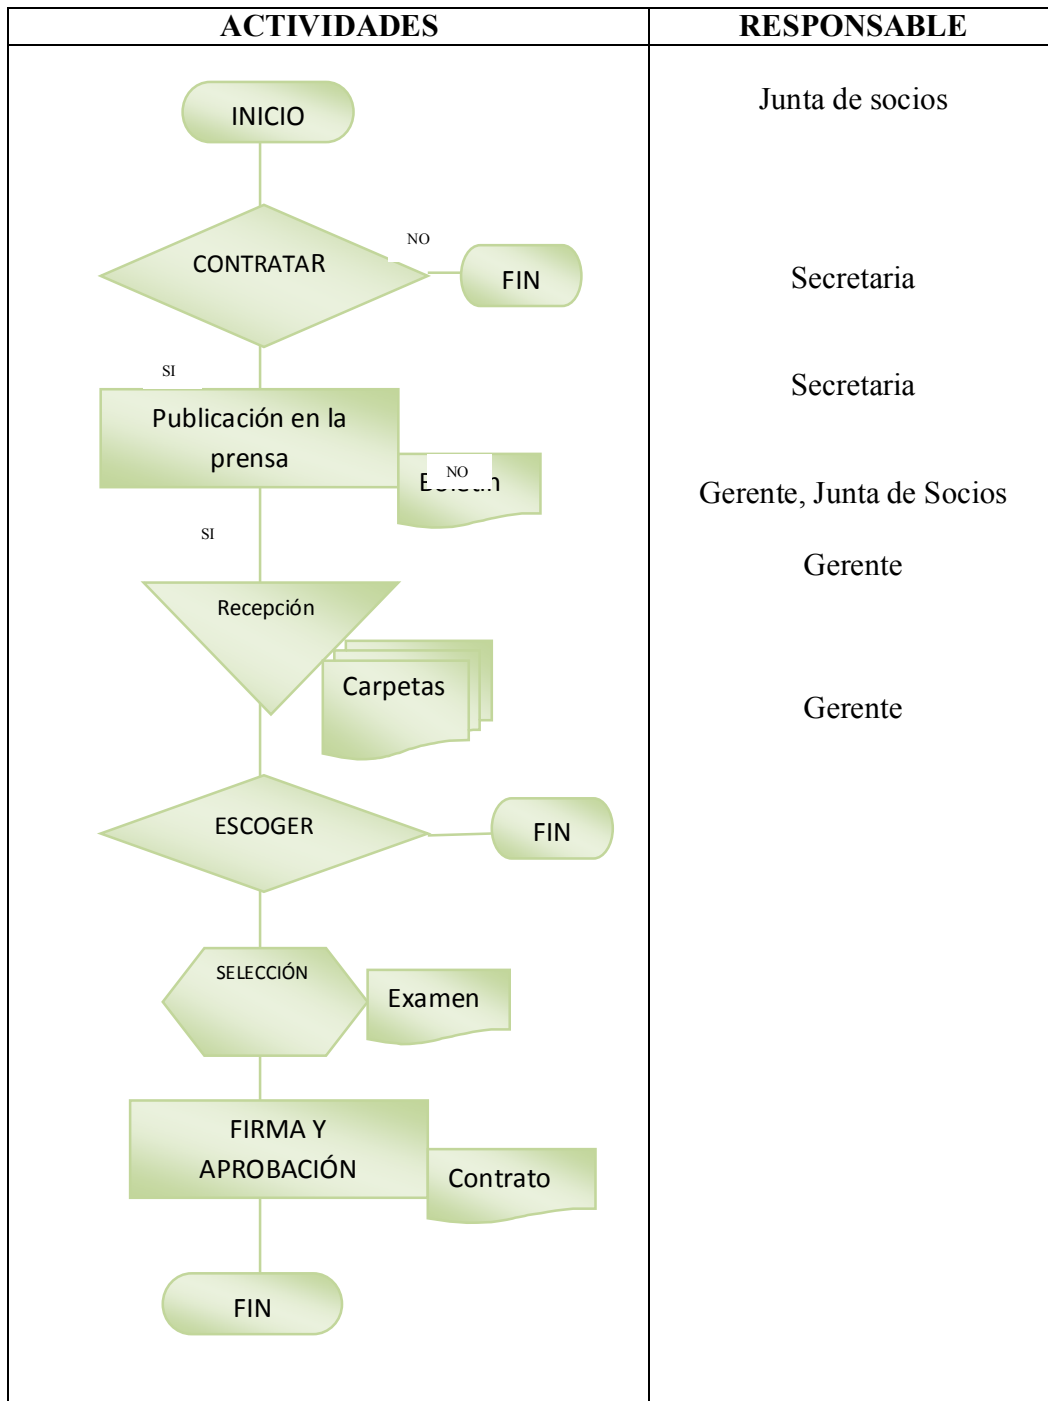 ACTIVIDADES
RESPONSABLE
INICIO
Junta de socios
CONTRATAR
NO
FIN
Secretaria
SI
Secretaria
Publicación en la
prensa
NO
Gerente, Junta de Socios
SI
Gerente
Recepción
Carpetas
Gerente
ESCOGER
FIN
SELECCIÓN
Examen
FIRMA Y
APROBACIÓN
Contrato
FIN